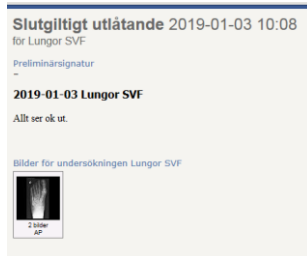 Slutgiltigt utlåtande 2019-01-03 10:08
för Lungor SVF
Preliminärsignatur
-
2019-01-03 Lungor SVF
Allt ser ok ut.
Bilder för undersökningen Lungor SVF
2 bilder
AP